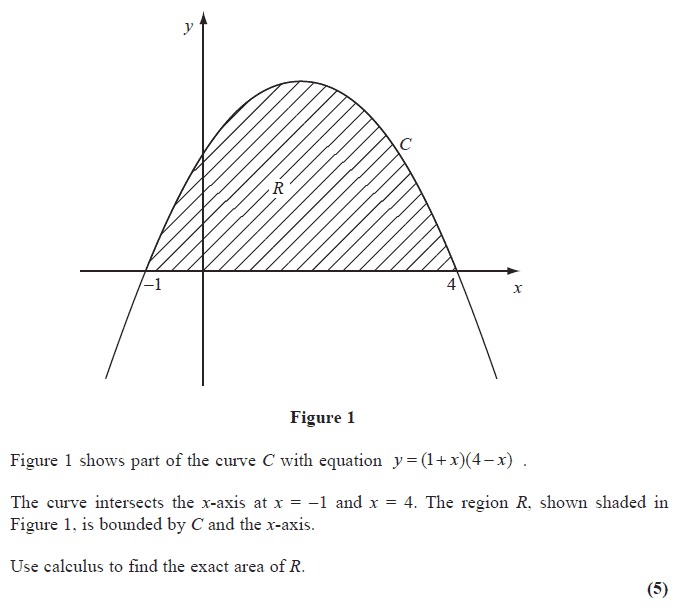 y
C
R
–1
4
x
Figure 1
Figure 1 shows part of the curve C with equation y = (1 + x)(4 – x) .
The curve intersects the x-axis at x = –1 and x = 4. The region R, shown shaded in
Figure 1, is bounded by C and the x-axis.
Use calculus to find the exact area of R.
(5)